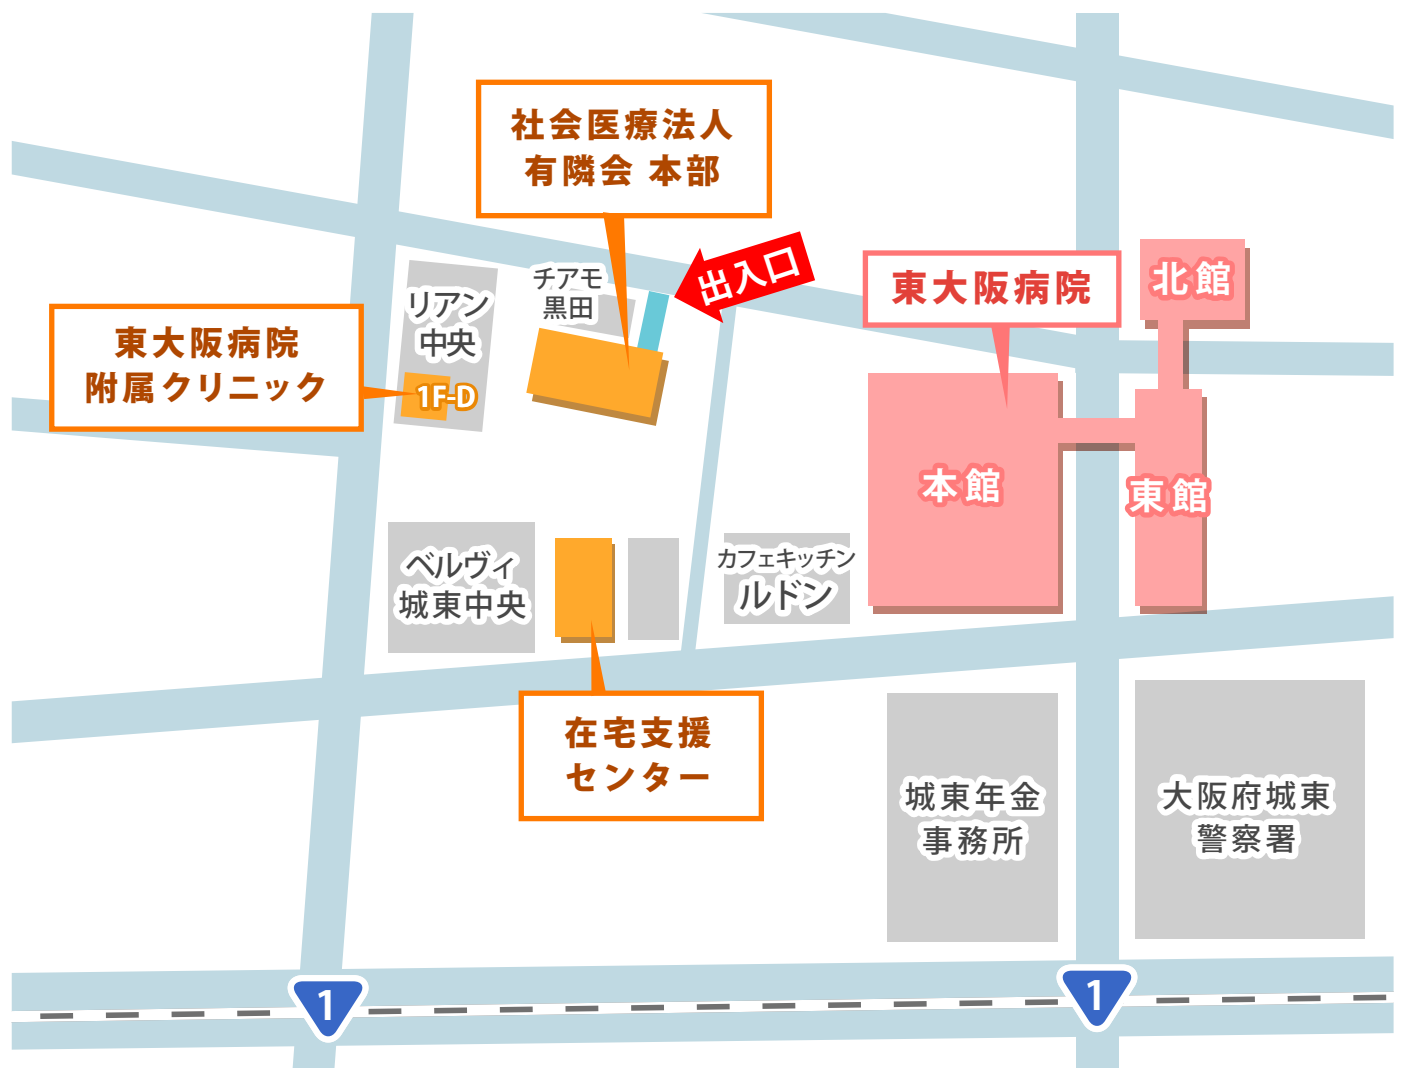 社会医療法人
有隣会 本部
出入口
東大阪病院
北館
チアモ
黒田
リアン
中央
1F-D
東大阪病院
附属クリニック
本館
東館
ベルヴィ
城東中央
カフェキッチン
ルドン
在宅支援
センター
城東年金
事務所
大阪府城東
警察署
1
1